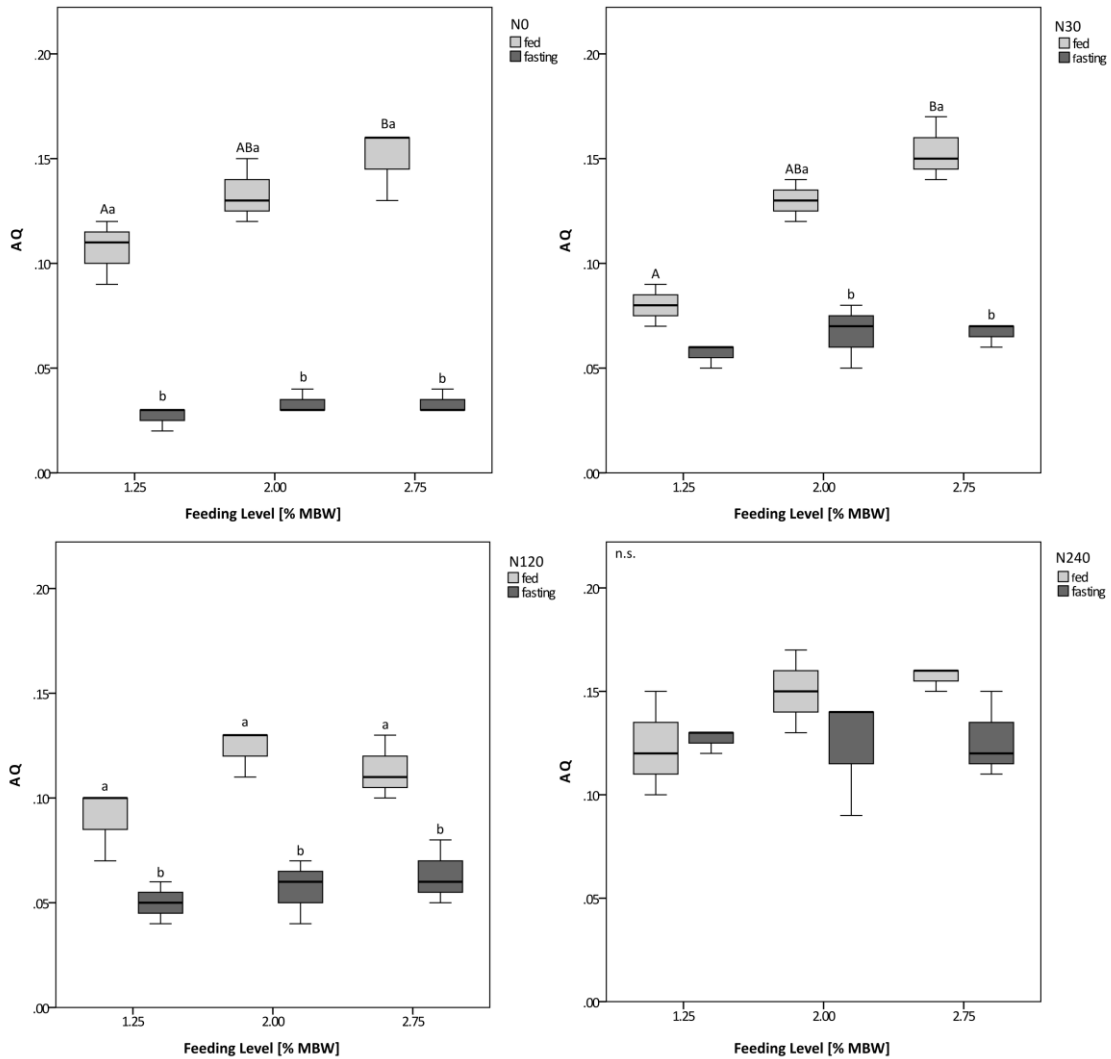 N0
fed
fasting
.20
.15
.10
.05
.00
AQ
Aa
ABa
Ba
b
b
b
1.25
2.00
2.75
Feeding Level [% MBW]
N30
fed
fasting
.20
.15
.10
.05
.00
AQ
A
ABa
Ba
b
b
1.25
2.00
2.75
Feeding Level [% MBW]
N120
fed
fasting
.20
.15
.10
.05
.00
AQ
a
a
a
b
b
b
1.25
2.00
2.75
Feeding Level [% MBW]
n.s.
N240
fed
fasting
.20
.15
.10
.05
.00
AQ
1.25
2.00
2.75
Feeding Level [% MBW]